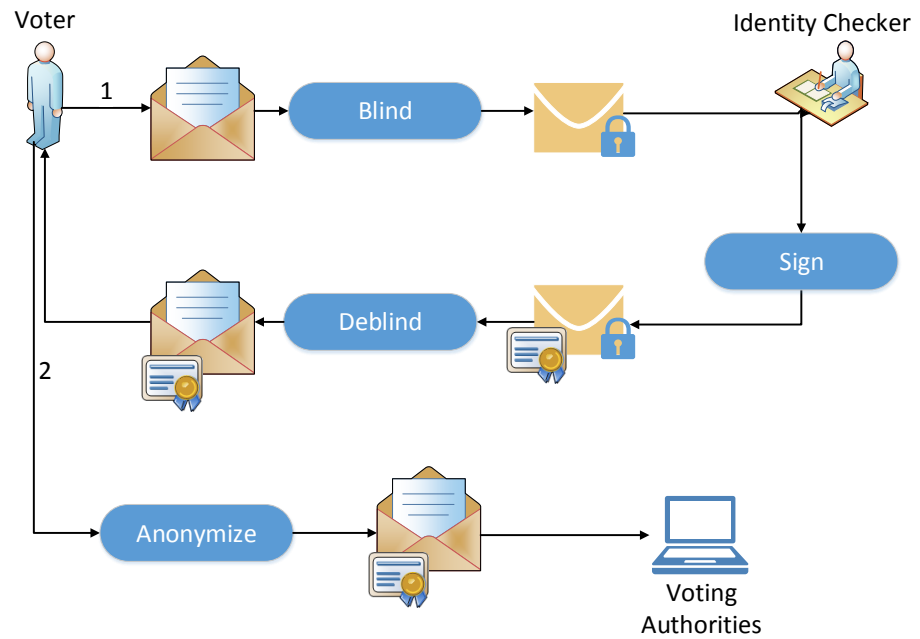 Voter
Identity Checker
1
Blind
Sign
Deblind
2
Anonymize
Voting
Authorities